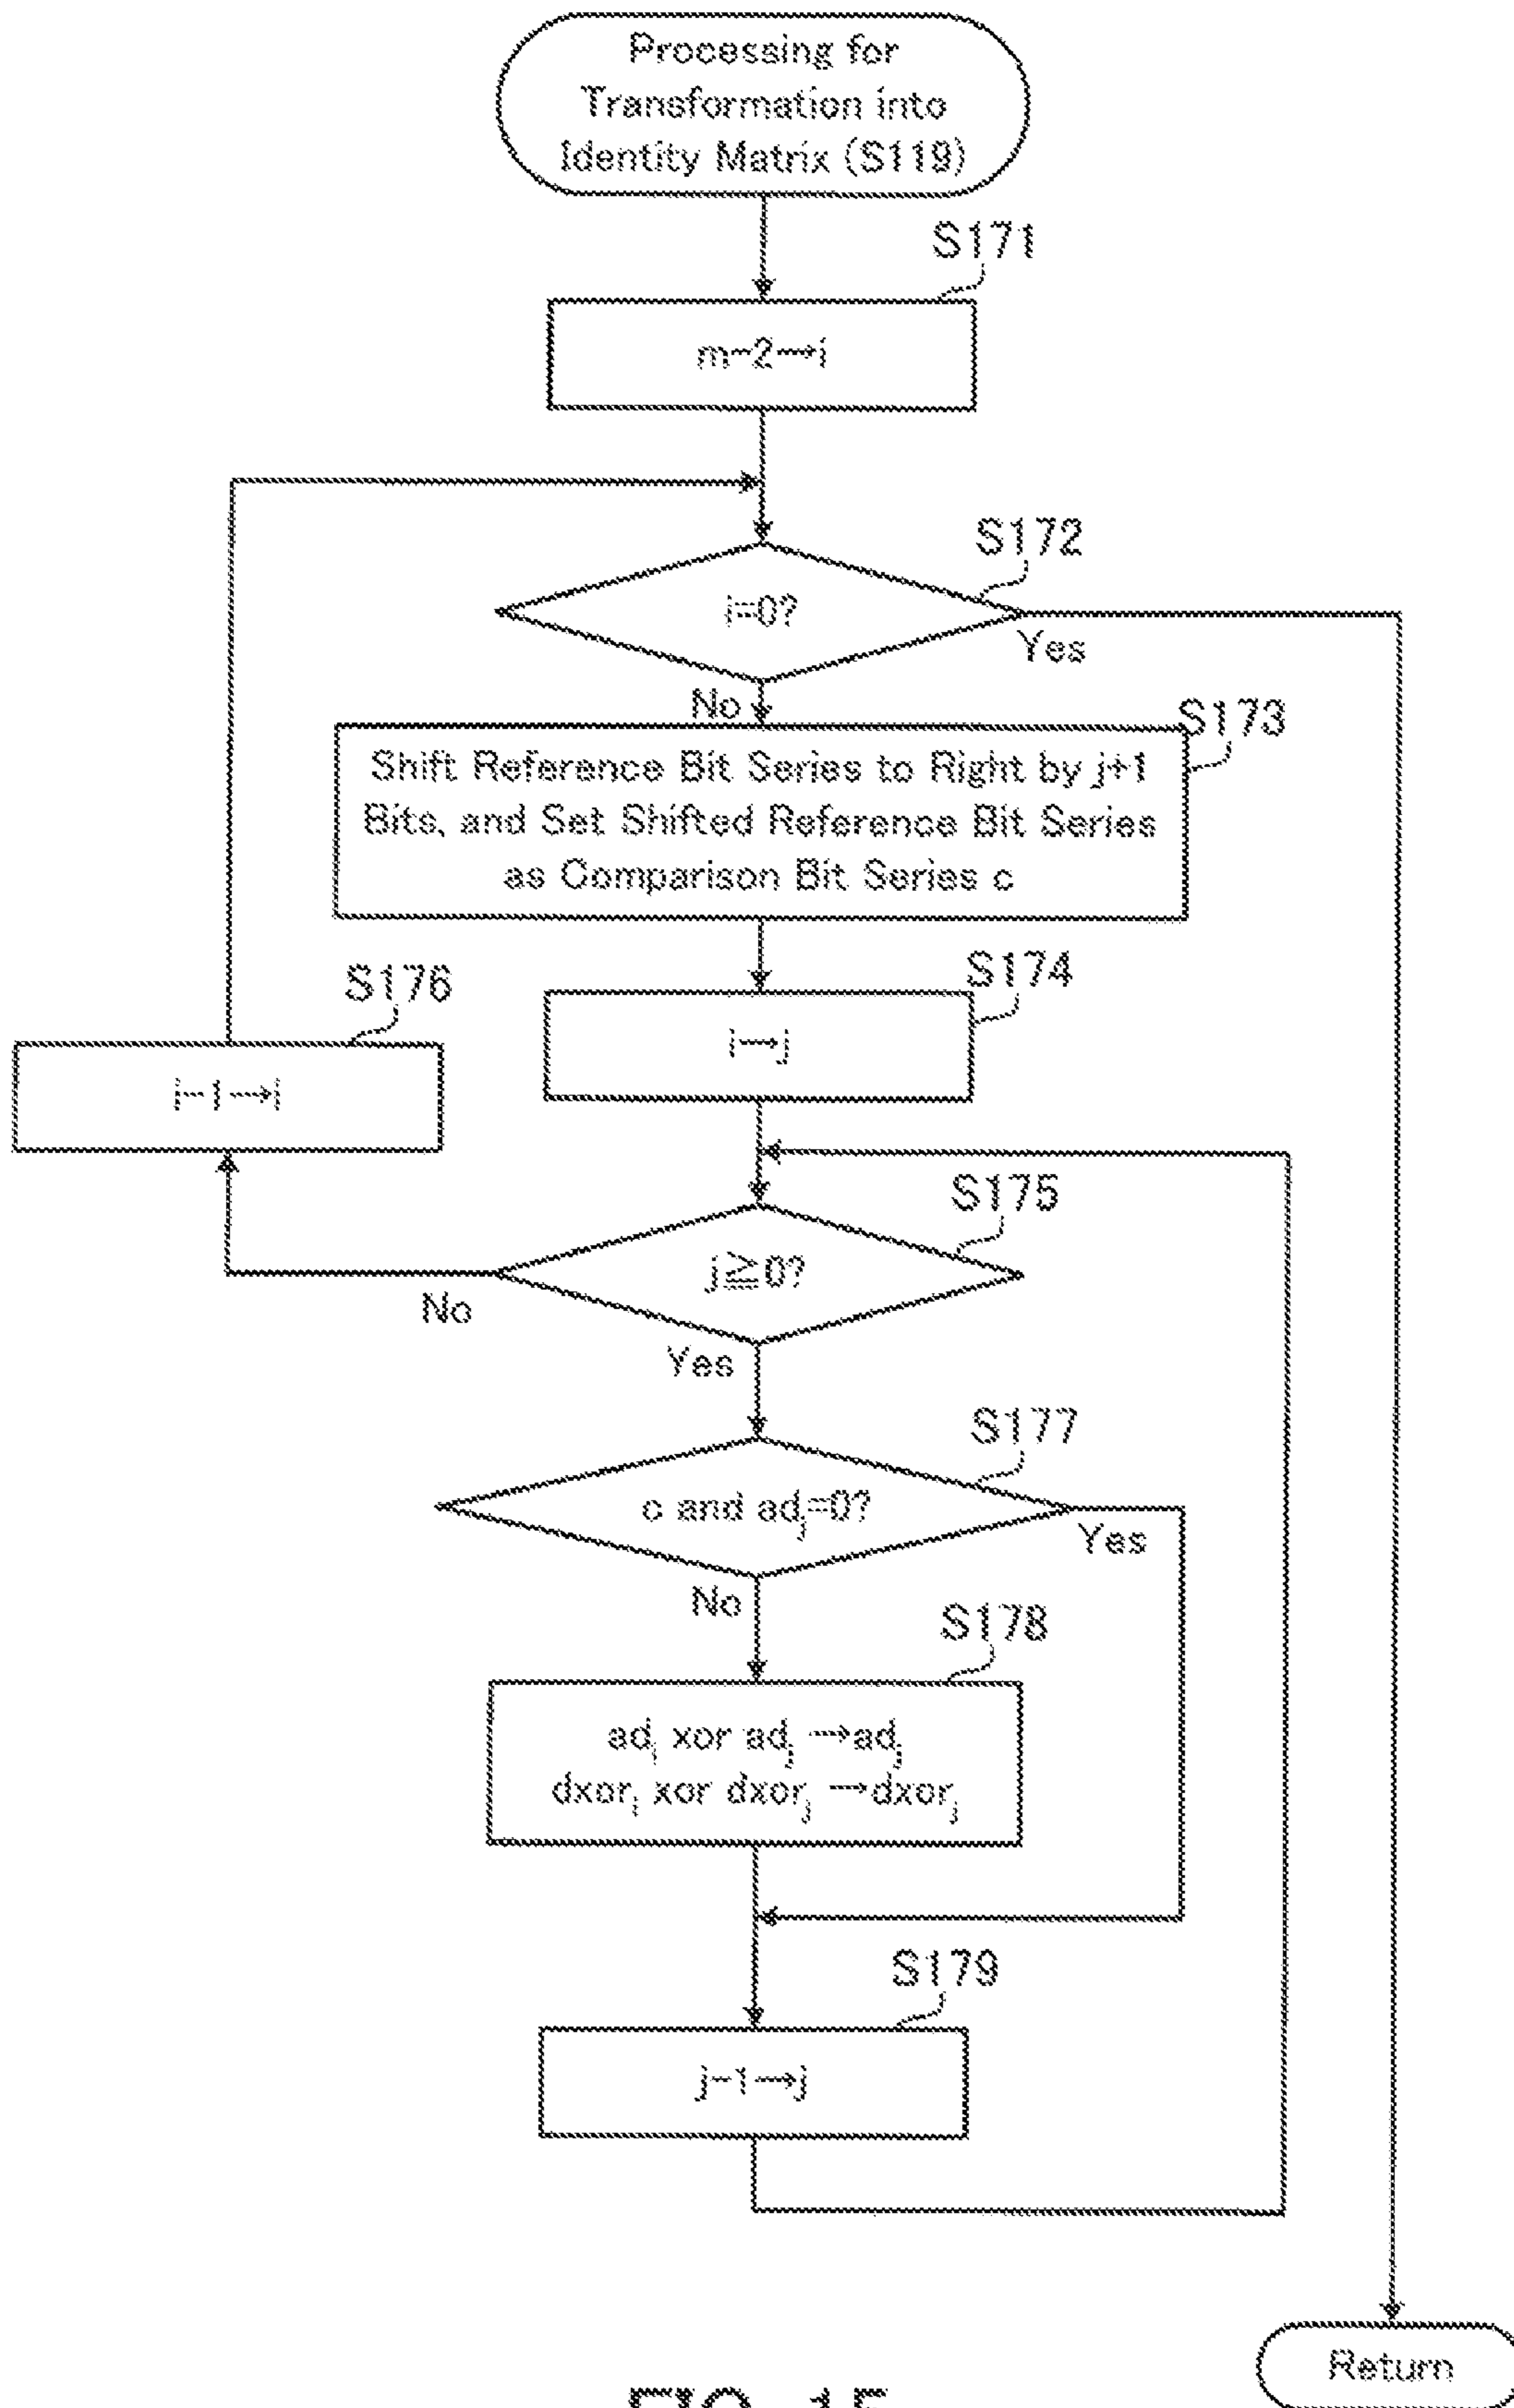 Processing for
Transformation into
Identity Matrix (S119)
S171
m-2→i
S172
i=0?
Yes
No
S173
Shift Reference Bit Series to Right by j+1
Bits, and Set Shifted Reference Bit Series
as Comparison Bit Series c
S174
i→j
S176
i-1→i
S175
j≧0?
No
Yes
S177
c and adj=0?
Yes
No
S178
adi xor adj →adj
dxori xor dxorj →dxorj
S179
j-1→j
Return
FIG. 15